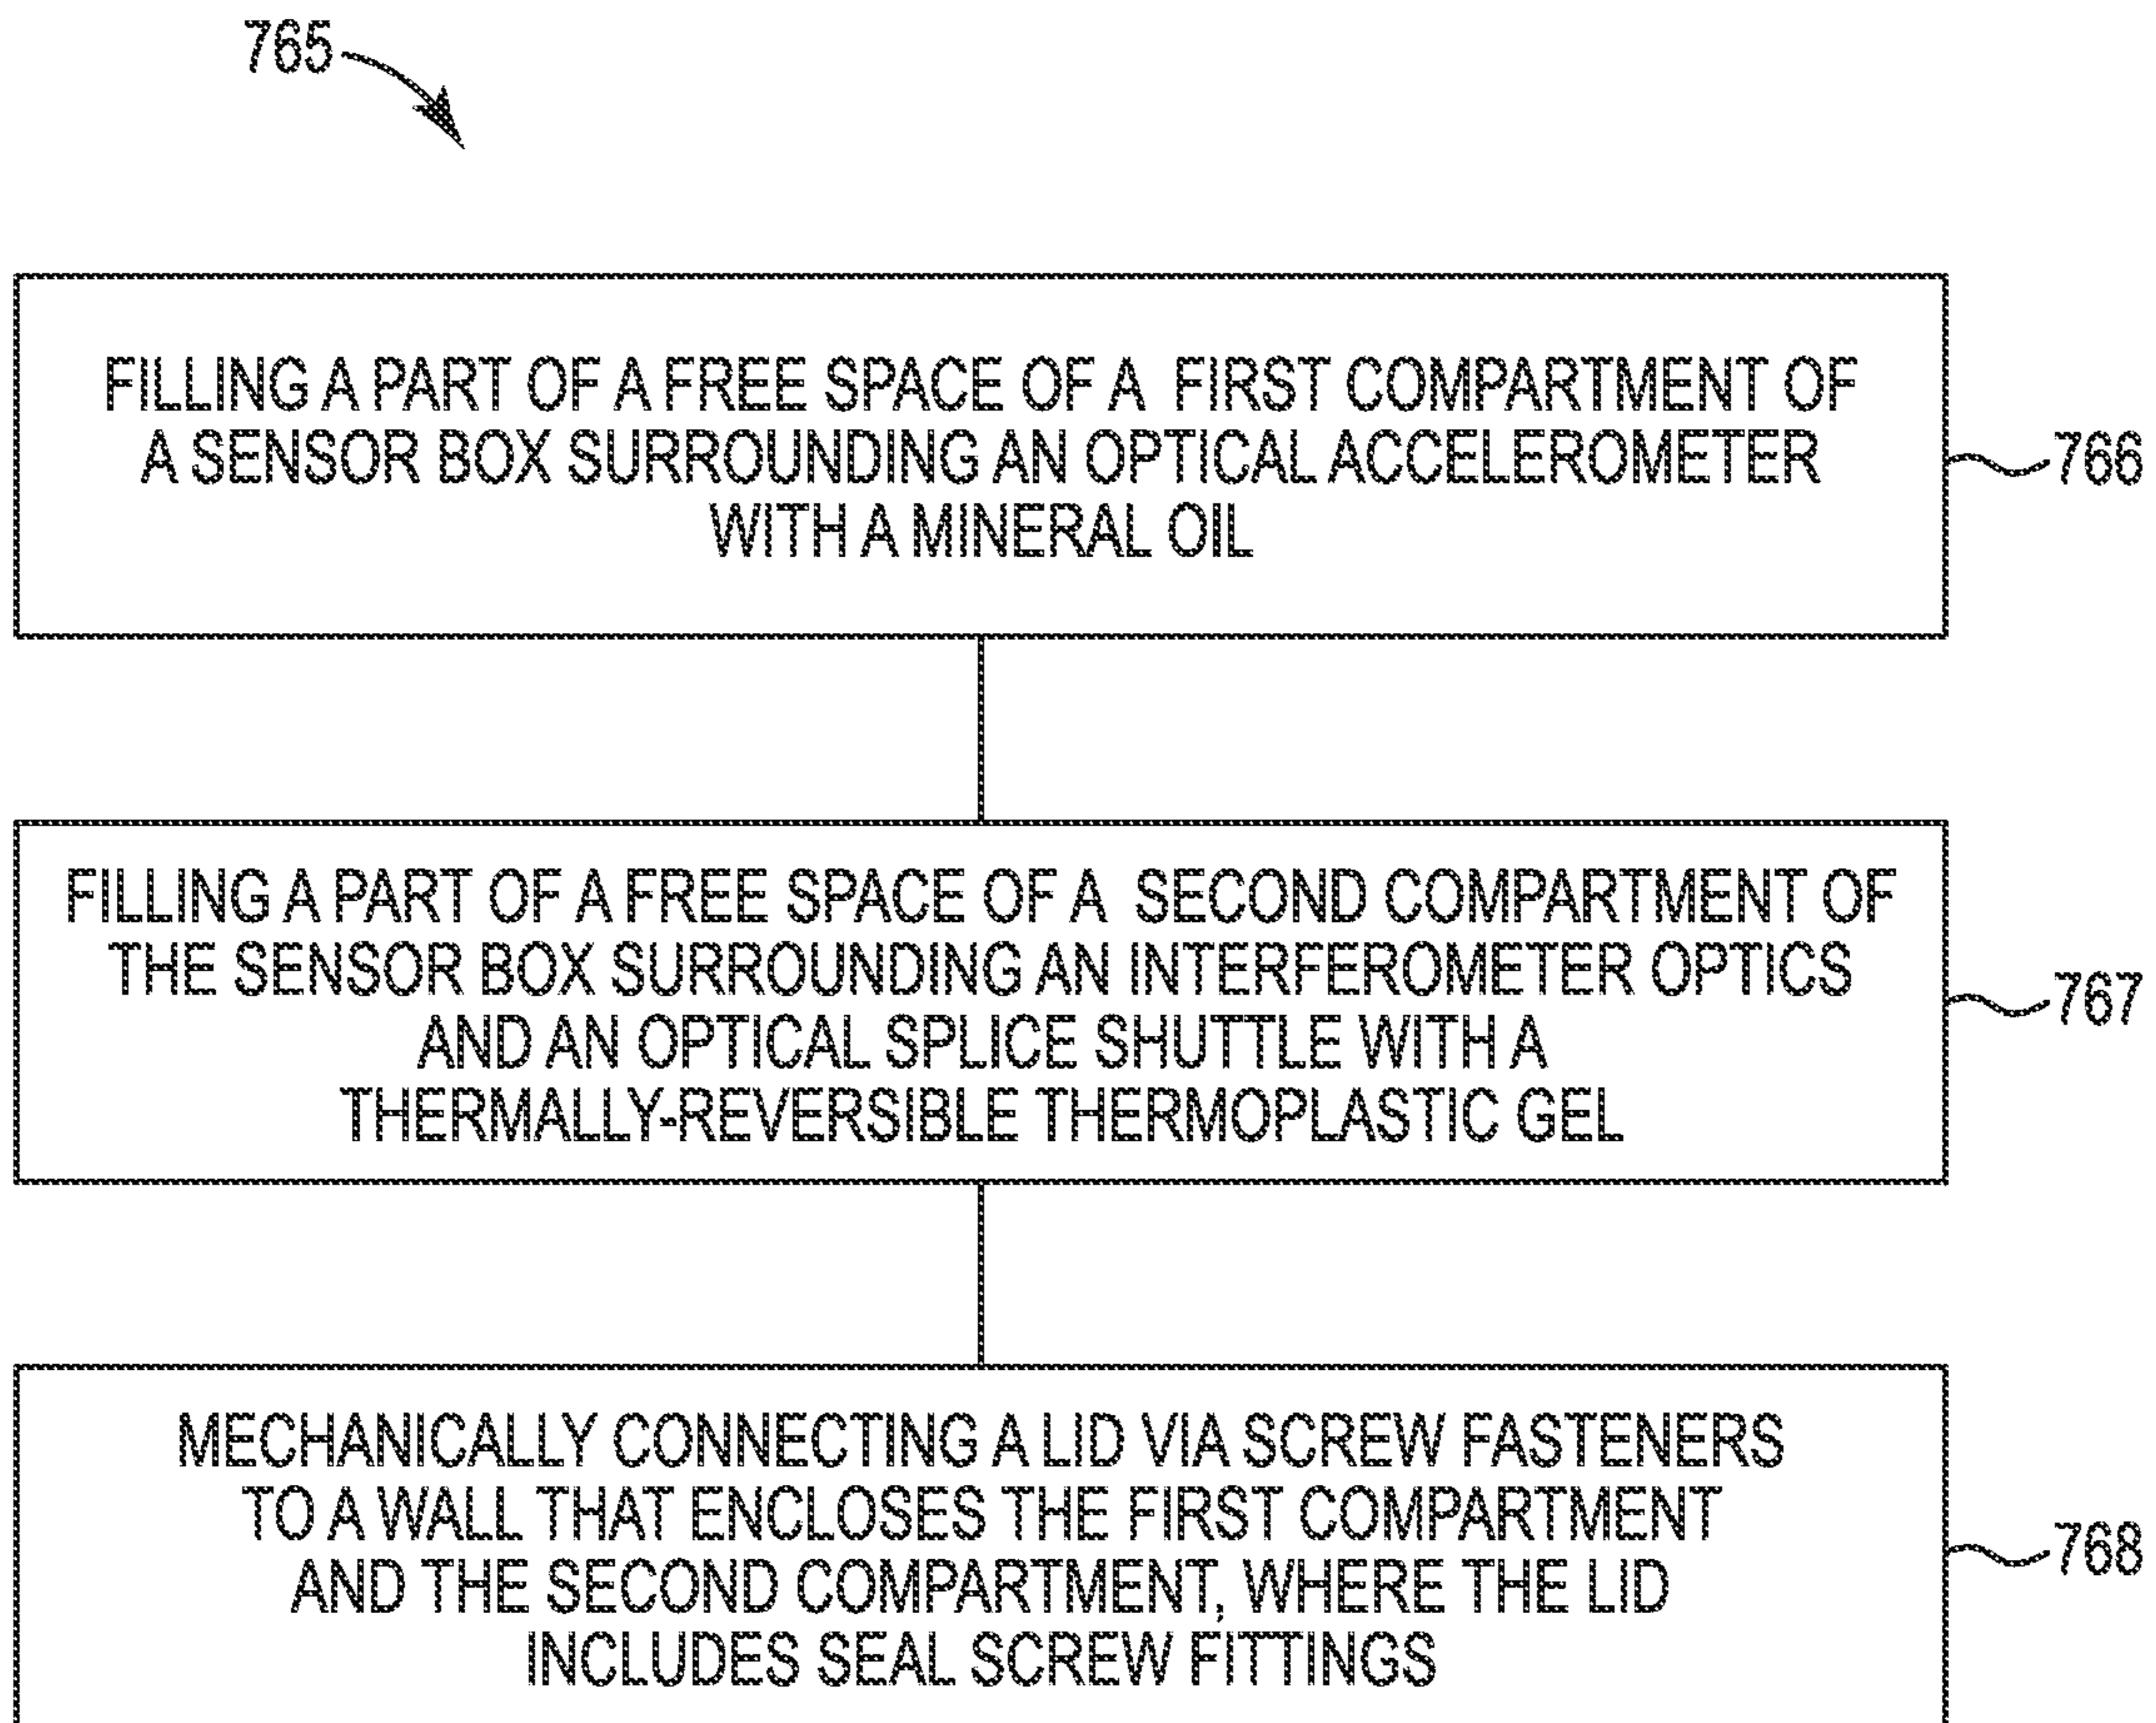 765
FILLING A PART OF A FREE SPACE OF A FIRST COMPARTMENT OF
A SENSOR BOX SURROUNDING AN OPTICAL ACCELEROMETER
WITH A MINERAL OIL
766
FILLING A PART OF A FREE SPACE OF A SECOND COMPARTMENT OF
THE SENSOR BOX SURROUNDING AN INTERFEROMETER OPTICS
AND AN OPTICAL SPLICE SHUTTLE WITH A
THERMALLY-REVERSIBLE THERMOPLASTIC GEL
767
MECHANICALLY CONNECTING A LID VIA SCREW FASTENERS
TO A WALL THAT ENCLOSES THE FIRST COMPARTMENT
AND THE SECOND COMPARTMENT, WHERE THE LID
INCLUDES SEAL SCREW FITTINGS
768